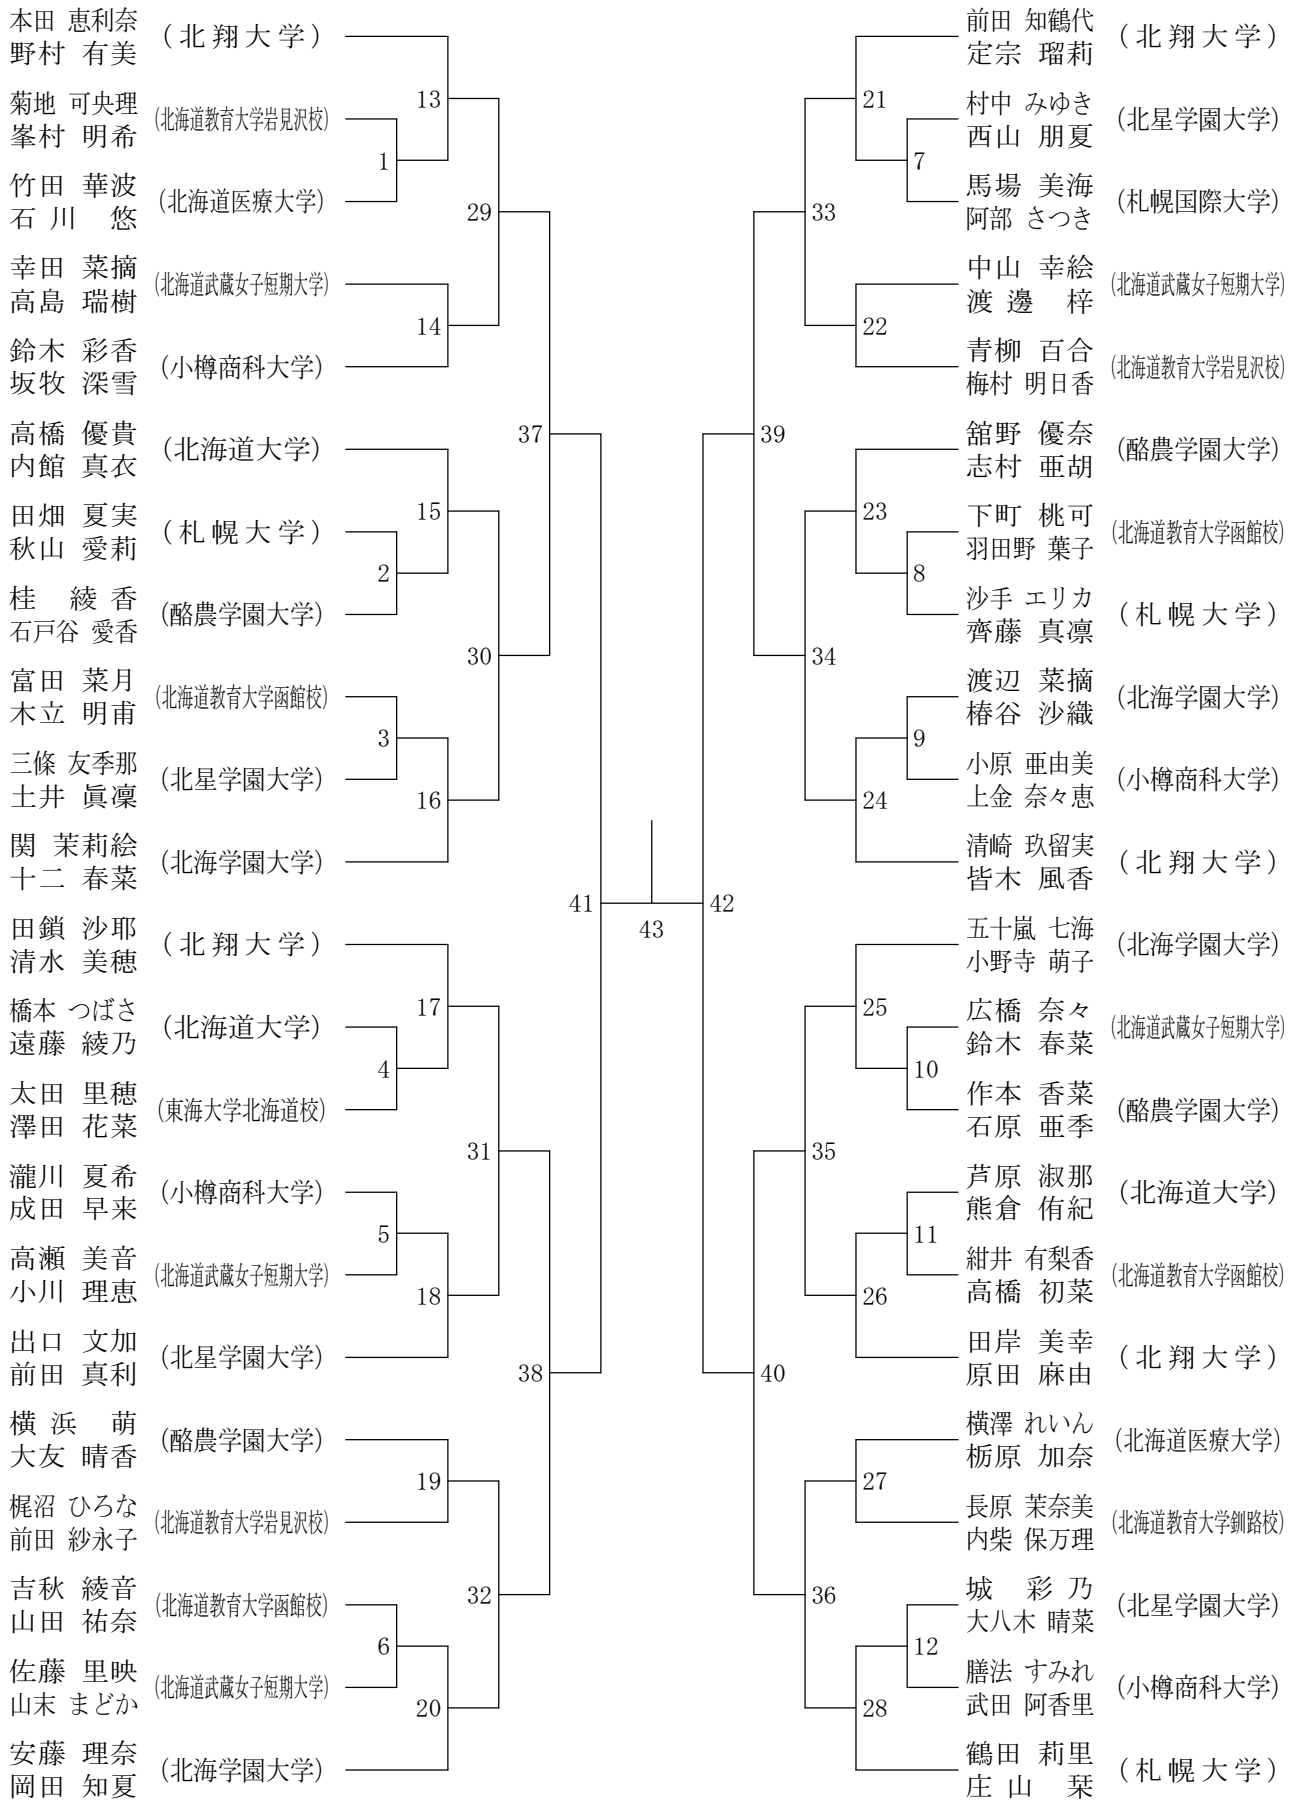 本田 恵利奈
野村 有美
(北翔大学)
菊地 可央理
峯村 明希
(北海道教育大学岩見沢校)
竹田 華波
石川 悠
(北海道医療大学)
幸田 菜摘
高島 瑞樹
(北海道武蔵女子短期大学)
鈴木 彩香
坂牧 深雪
(小樽商科大学)
高橋 優貴
内館 真衣
(北海道大学)
田畑 夏実
秋山 愛莉
(札幌大学)
桂 綾香
石戸谷 愛香
(酪農学園大学)
富田 菜月
木立 明甫
(北海道教育大学函館校)
三條 友季那
土井 眞凜
(北星学園大学)
関 茉莉絵
十二 春菜
(北海学園大学)
田鎖 沙耶
清水 美穂
(北翔大学)
橋本 つばさ
遠藤 綾乃
(北海道大学)
太田 里穂
澤田 花菜
(東海大学北海道校)
瀧川 夏希
成田 早来
(小樽商科大学)
高瀬 美音
小川 理恵
(北海道武蔵女子短期大学)
出口 文加
前田 真利
(北星学園大学)
横浜 萌
大友 晴香
(酪農学園大学)
梶沼 ひろな
前田 紗永子
(北海道教育大学岩見沢校)
吉秋 綾音
山田 祐奈
(北海道教育大学函館校)
佐藤 里映
山末 まどか
(北海道武蔵女子短期大学)
安藤 理奈
岡田 知夏
(北海学園大学)
1
2
3
4
5
6
13
14
15
16
17
18
19
20
29
30
31
32
37
38
41
43
42
39
40
33
34
35
36
21
22
23
24
25
26
27
28
7
8
9
10
11
12
前田 知鶴代
定宗 瑠莉
(北翔大学)
村中 みゆき
西山 朋夏
(北星学園大学)
馬場 美海
阿部 さつき
(札幌国際大学)
中山 幸絵
渡邊 梓
(北海道武蔵女子短期大学)
青柳 百合
梅村 明日香
(北海道教育大学岩見沢校)
舘野 優奈
志村 亜胡
(酪農学園大学)
下町 桃可
羽田野 葉子
(北海道教育大学函館校)
沙手 エリカ
齊藤 真凛
(札幌大学)
渡辺 菜摘
椿谷 沙織
(北海学園大学)
小原 亜由美
上金 奈々恵
(小樽商科大学)
清崎 玖留実
皆木 風香
(北翔大学)
五十嵐 七海
小野寺 萌子
(北海学園大学)
広橋 奈々
鈴木 春菜
(北海道武蔵女子短期大学)
作本 香菜
石原 亜季
(酪農学園大学)
芦原 淑那
熊倉 侑紀
(北海道大学)
紺井 有梨香
高橋 初菜
(北海道教育大学函館校)
田岸 美幸
原田 麻由
(北翔大学)
横澤 れいん
栃原 加奈
(北海道医療大学)
長原 茉奈美
内柴 保万理
(北海道教育大学釧路校)
城 彩乃
大八木 晴菜
(北星学園大学)
膳法 すみれ
武田 阿香里
(小樽商科大学)
鶴田 莉里
庄山 栞
(札幌大学)